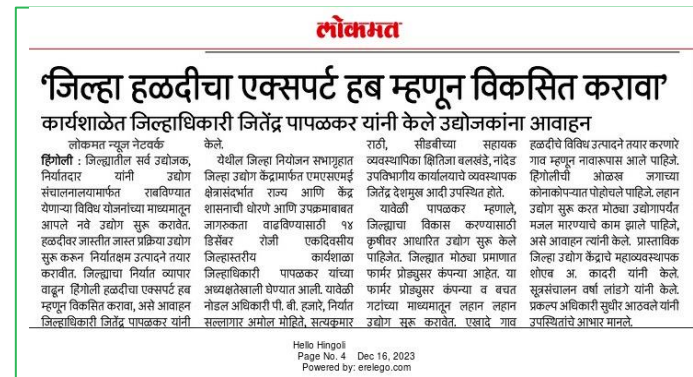 लोकमत
'जिल्हा हळदीचा एक्सपर्ट हब म्हणून विकसित करावा'
कार्यशाळेत जिल्हाधिकारी जितेंद्र पापळकर यांनी केले उद्योजकांना आवाहन
लोकमत न्यूज नेटवर्क
हिंगोली : जिल्ह्यातील सर्व उद्योजक,
निर्यातदार यांनी उद्योग
संचालनालयामार्फत राबविण्यात
येणाऱ्या विविध योजनांच्या माध्यमातून
आपले नवे उद्योग सुरू करावेत.
हळदीवर जास्तीत जास्त प्रक्रिया उद्योग
सुरू करून निर्यातक्षम उत्पादने तयार
करावीत. जिल्ह्याचा निर्यात व्यापार
वाढून हिंगोली हळदीचा एक्सपर्ट हब
म्हणून विकसित करावा, असे आवाहन
जिल्हाधिकारी जितेंद्र पापळकर यांनी
केले.
येथील जिल्हा नियोजन सभागृहात
जिल्हा उद्योग केंद्रामार्फत एमएसएमई
क्षेत्रासंदर्भात राज्य आणि केंद्र
शासनाची धोरणे आणि उपक्रमाबाबत
जागरुकता वाढविण्यासाठी १४
डिसेंबर रोजी एकदिवसीय
जिल्हास्तरीय कार्यशाळा
जिल्हाधिकारी पापळकर यांच्या
अध्यक्षतेखाली घेण्यात आली. यावेळी
नोडल अधिकारी पी. बी. हजारे, निर्यात
सल्लागार अमोल मोहिते, सत्यकुमार
राठी, सीडबीच्या सहायक
व्यवस्थापिका क्षितिजा बलखंडे, नांदेड
उपविभागीय कार्यालयाचे व्यवस्थापक
जितेंद्र देशमुख आदी उपस्थित होते.
यावेळी पापळकर म्हणाले,
जिल्ह्याचा विकास करण्यासाठी
कृषीवर आधारित उद्योग सुरू केले
पाहिजेत. जिल्ह्यात मोठ्या प्रमाणात
फार्मर प्रोड्युसर कंपन्या आहेत. या
फार्मर प्रोड्युसर कंपन्या व बचत
गटांच्या माध्यमातून लहान लहान
उद्योग सुरू करावेत. एखादे गाव
हळदीचे विविध उत्पादने तयार करणारे
गाव म्हणून नावारूपास आले पाहिजे.
हिंगोलीची ओळख जगाच्या
कोनाकोपऱ्यात पोहोचले पाहिजे. लहान
उद्योग सुरू करत मोठ्या उद्योगापर्यंत
मजल मारण्याचे काम झाले पाहिजे,
असे आवाहन त्यांनी केले. प्रास्ताविक
जिल्हा उद्योग केंद्राचे महाव्यवस्थापक
शोएब अ. कादरी यांनी केले.
सूत्रसंचालन वर्षा लांडगे यांनी केले.
प्रकल्प अधिकारी सुधीर आठवले यांनी
उपस्थितांचे आभार मानले.
Hello Hingoli
Page No. 4 Dec 16, 2023
Powered by: erelego.com